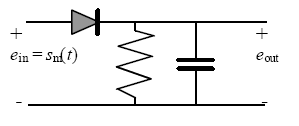 + +
e_in = s_m(t) e_out
- -